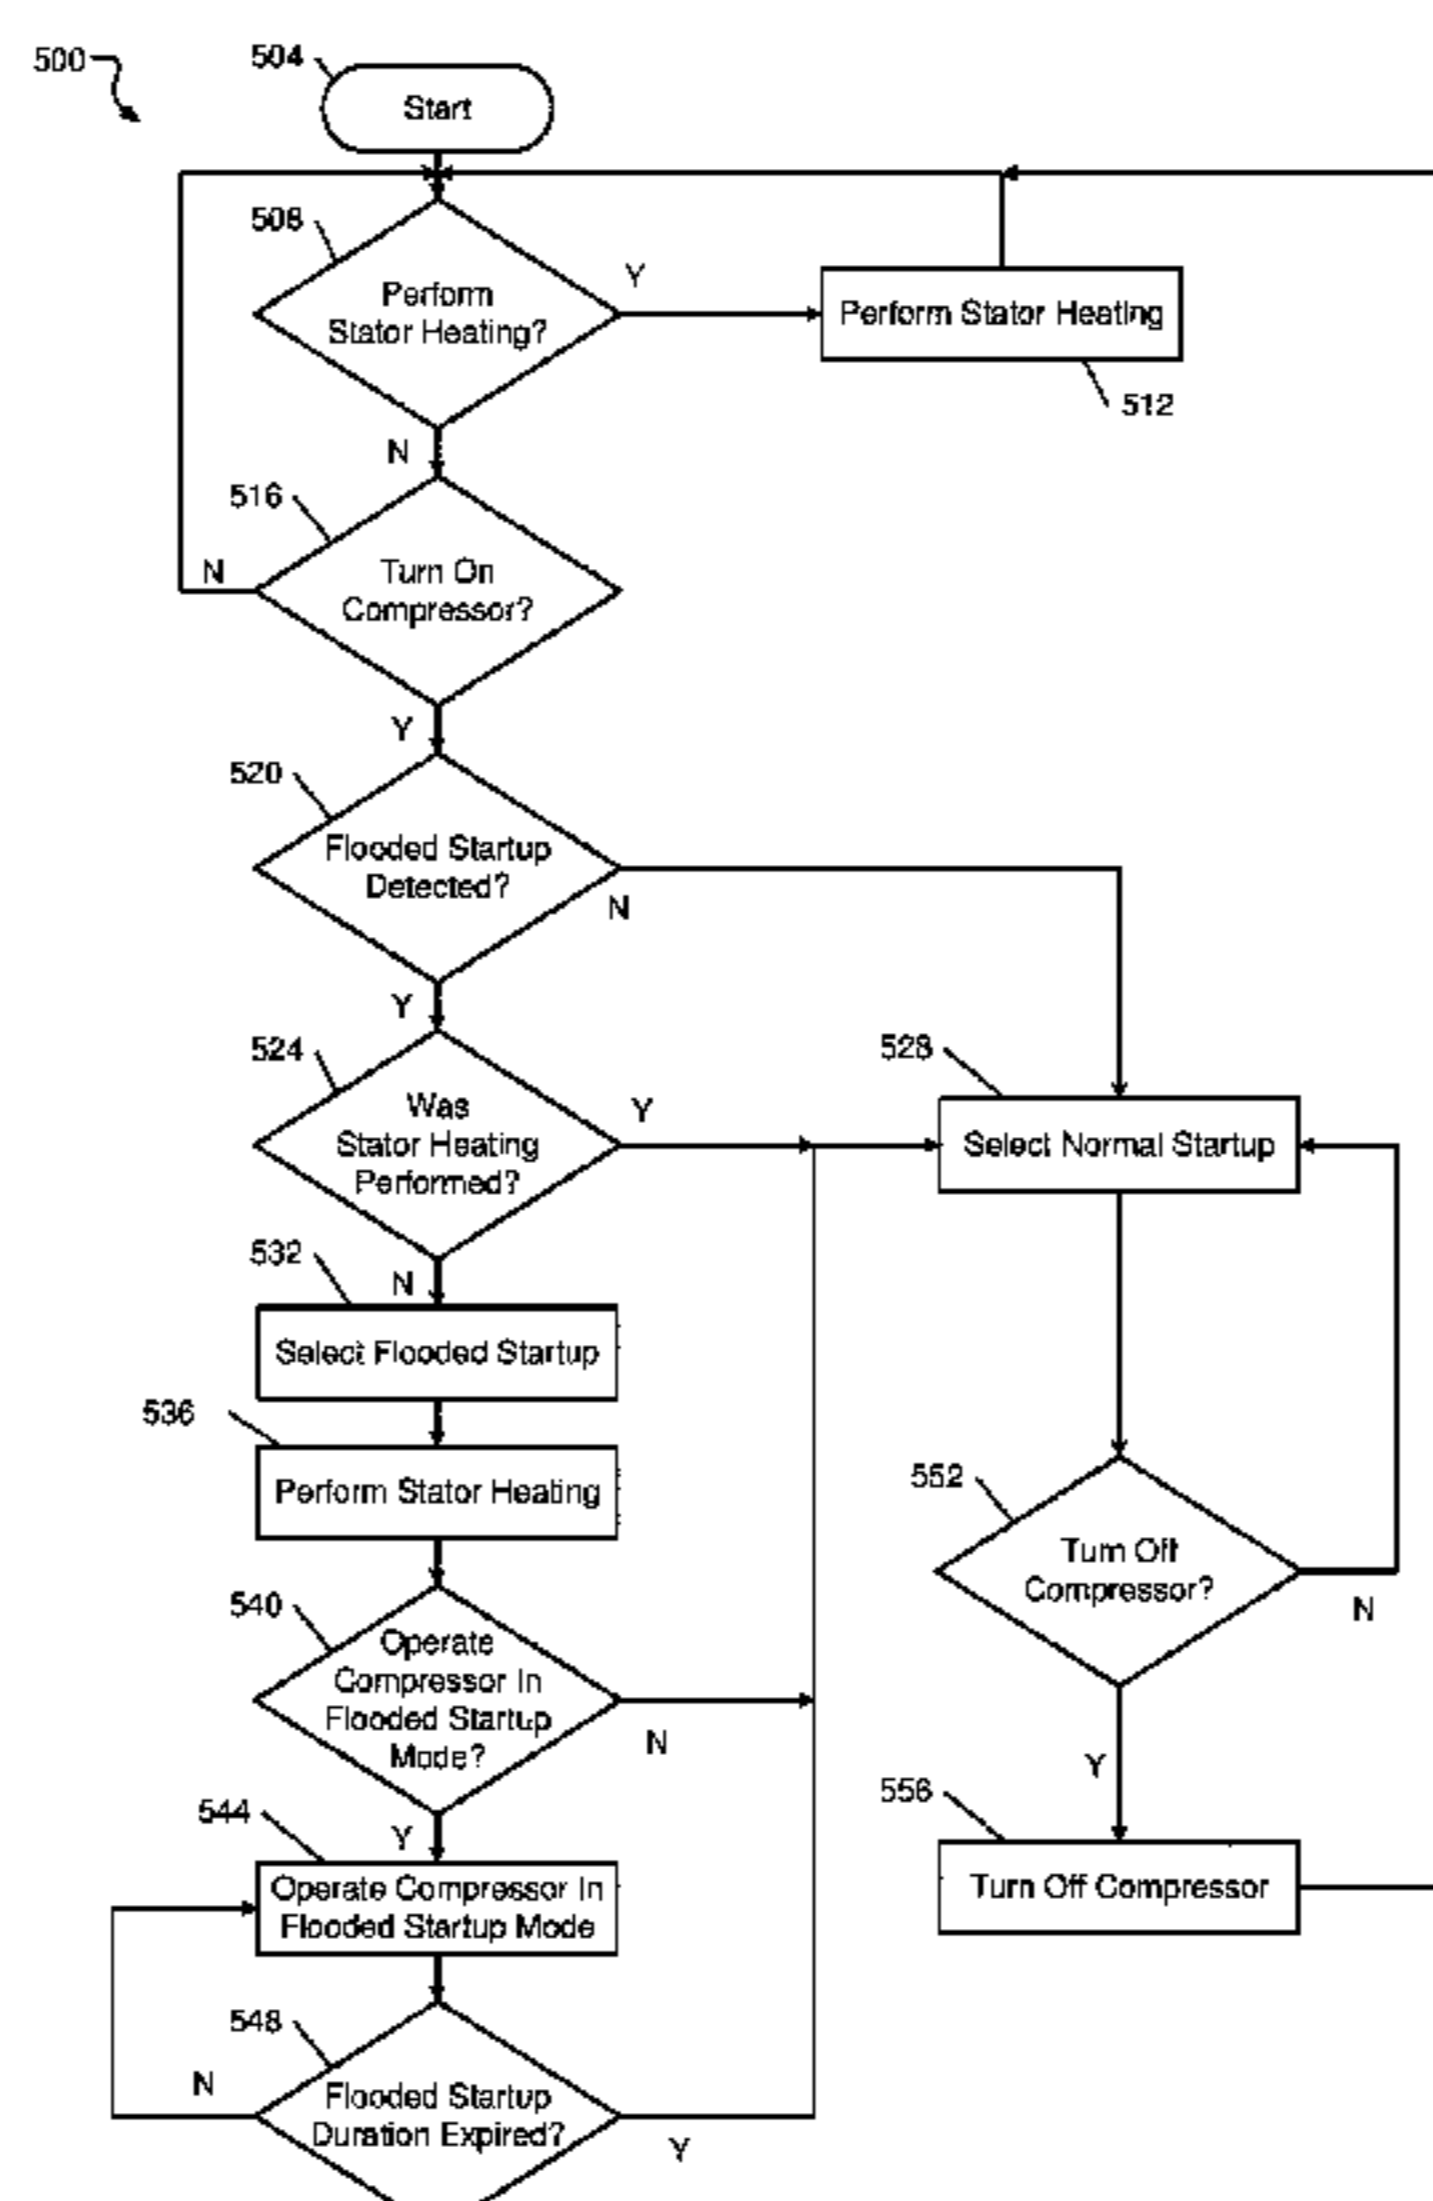 500
504
Start
508
Perform
Stator Heating?
Y
Perform Stator Heating
512
N
516
Turn On
Compressor?
N
Y
520
Flooded Startup
Detected?
N
Y
524
Was
Stator Heating
Performed?
Y
528
Select Normal Startup
532
N
Select Flooded Startup
536
Perform Stator Heating
540
Operate
Compressor In
Flooded Startup
Mode?
N
Y
552
Turn Off
Compressor?
N
Y
544
Operate Compressor In
Flooded Startup Mode
556
Turn Off Compressor
548
Flooded Startup
Duration Expired?
N
Y